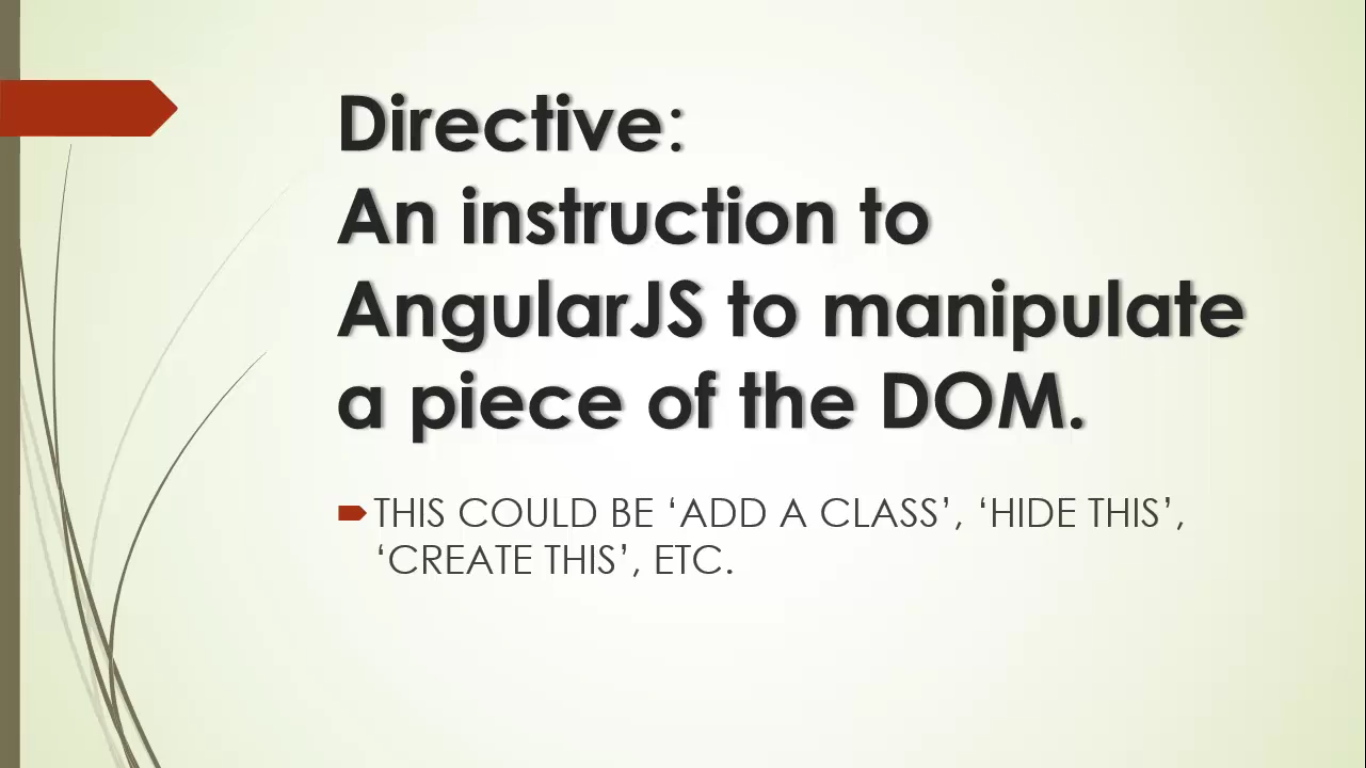 Directive:
An instruction to
AngularJS to manipulate
a piece of the DOM.
THIS COULD BE ‘ADD A CLASS’, ‘HIDE THIS’,
‘CREATE THIS’, ETC.